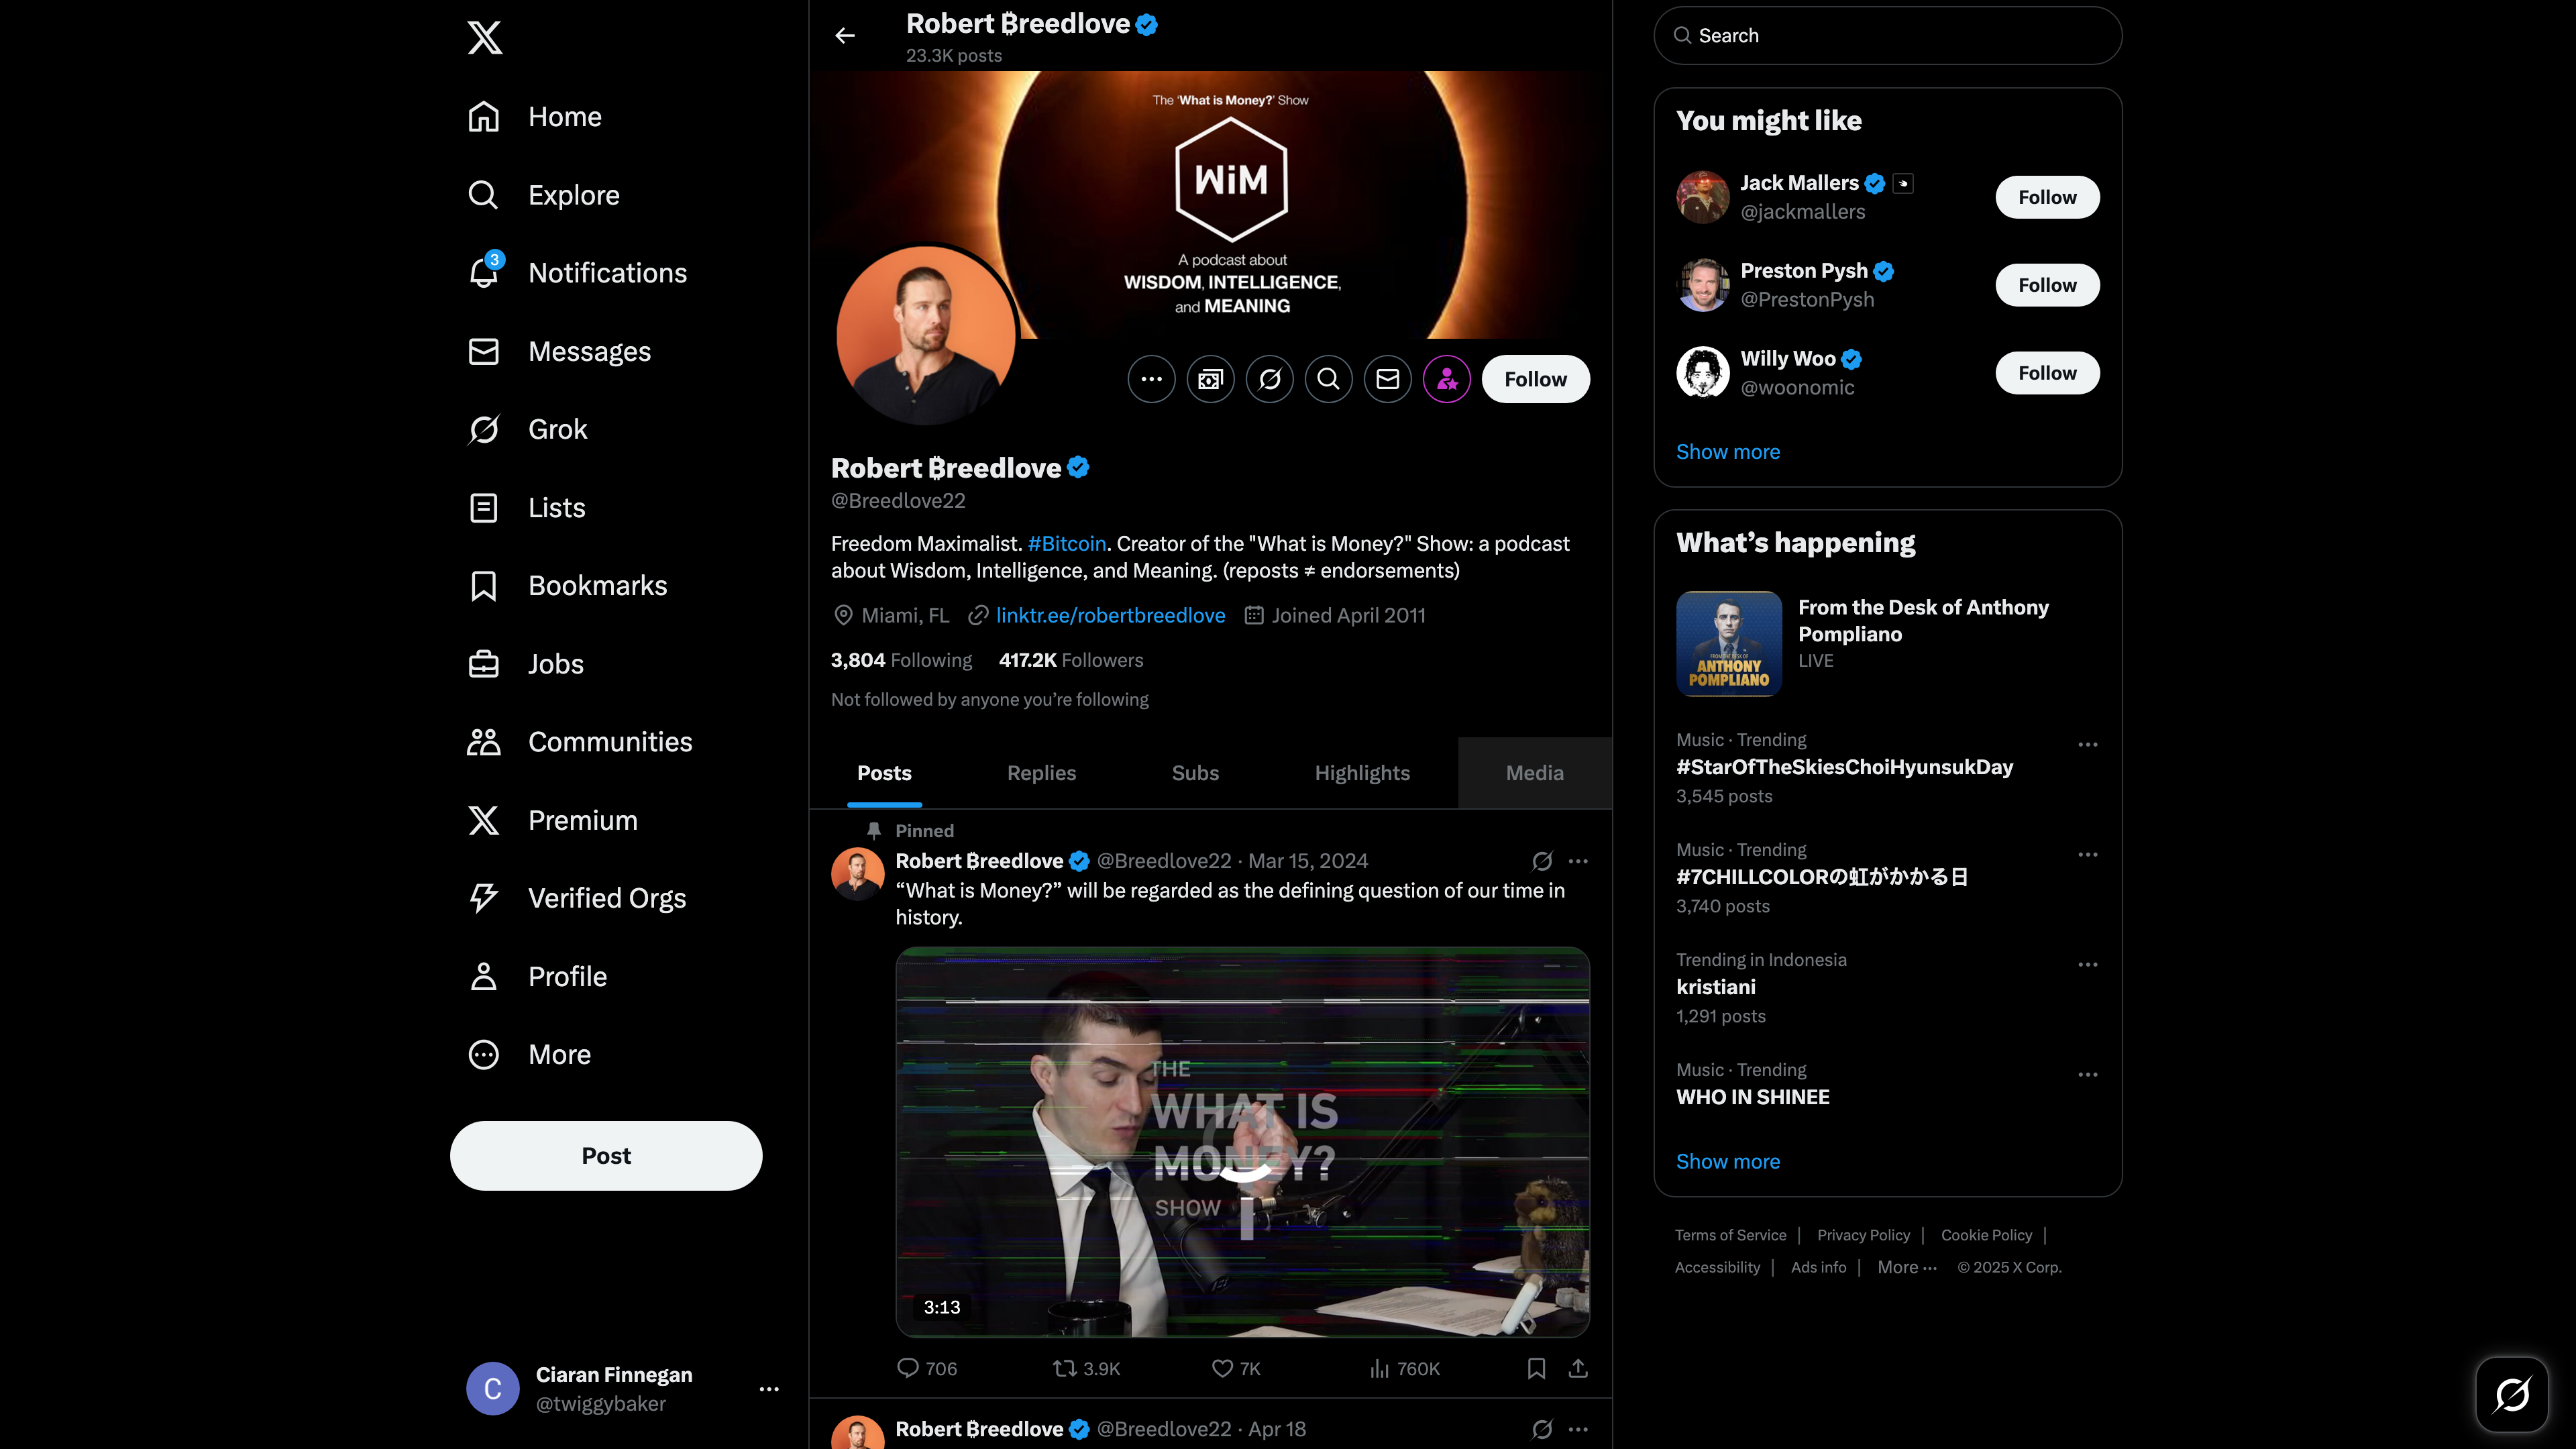 Home
Explore
3
Notifications
Messages
Grok
Lists
Bookmarks
Jobs
Communities
Premium
Verified Orgs
Profile
More
Post
C
Ciaran Finnegan
@twiggybaker
Robert ₿reedlove
23.3K posts
The 'What is Money?' Show
WiM
A podcast about
WISDOM, INTELLIGENCE,
and MEANING
Follow
Robert ₿reedlove
@Breedlove22
Freedom Maximalist. #Bitcoin. Creator of the "What is Money?" Show: a podcast
about Wisdom, Intelligence, and Meaning. (reposts ≠ endorsements)
Miami, FL linktr.ee/robertbreedlove Joined April 2011
3,804 Following 417.2K Followers
Not followed by anyone you’re following
Posts Replies Subs Highlights Media
Pinned
Robert ₿reedlove @Breedlove22 · Mar 15, 2024
“What is Money?” will be regarded as the defining question of our time in
history.
THE
WHAT IS
MONEY?
SHOW
3:13
706 3.9K 7K 760K
Robert ₿reedlove @Breedlove22 · Apr 18
Search
You might like
Jack Mallers
@jackmallers
Follow
Preston Pysh
@PrestonPysh
Follow
Willy Woo
@woonomic
Follow
Show more
What’s happening
FROM THE DESK OF
ANTHONY
POMPLIANO
From the Desk of Anthony
Pompliano
LIVE
Music · Trending
#StarOfTheSkiesChoiHyunsukDay
3,545 posts
Music · Trending
#7CHILLCOLORの虹がかかる日
3,740 posts
Trending in Indonesia
kristiani
1,291 posts
Music · Trending
WHO IN SHINEE
Show more
Terms of Service | Privacy Policy | Cookie Policy |
Accessibility | Ads info | More ··· © 2025 X Corp.